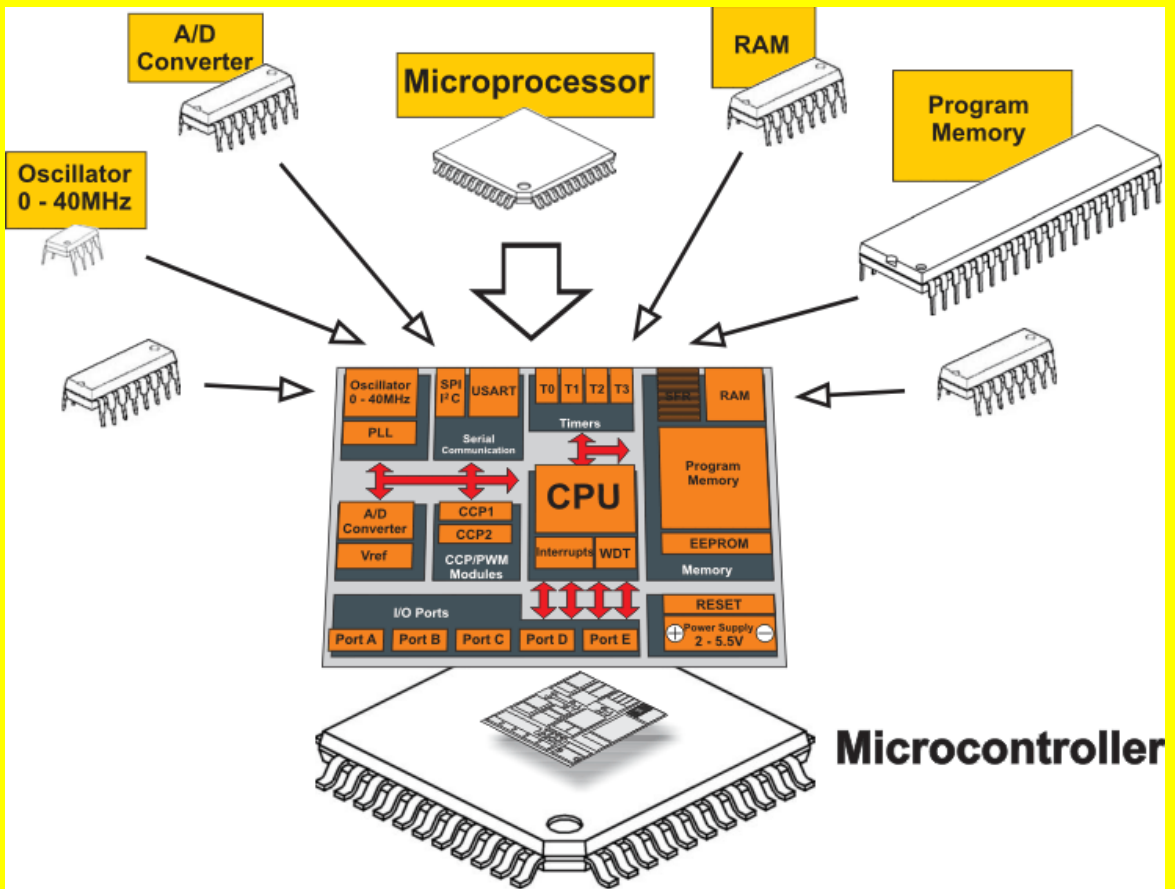 A/D
Converter
Microprocessor
RAM
Program
Memory
Oscillator
0 - 40MHz
Oscillator
0 - 40MHz
PLL
SPI
I²C
USART
Serial
Communication
T0 T1 T2 T3
Timers
SFR
RAM
Program
Memory
EEPROM
Memory
A/D
Converter
Vref
CCP1
CCP2
CCP/PWM
Modules
CPU
Interrupts WDT
I/O Ports
Port A Port B Port C Port D Port E
RESET
+ Power Supply −
2 - 5.5V
Microcontroller